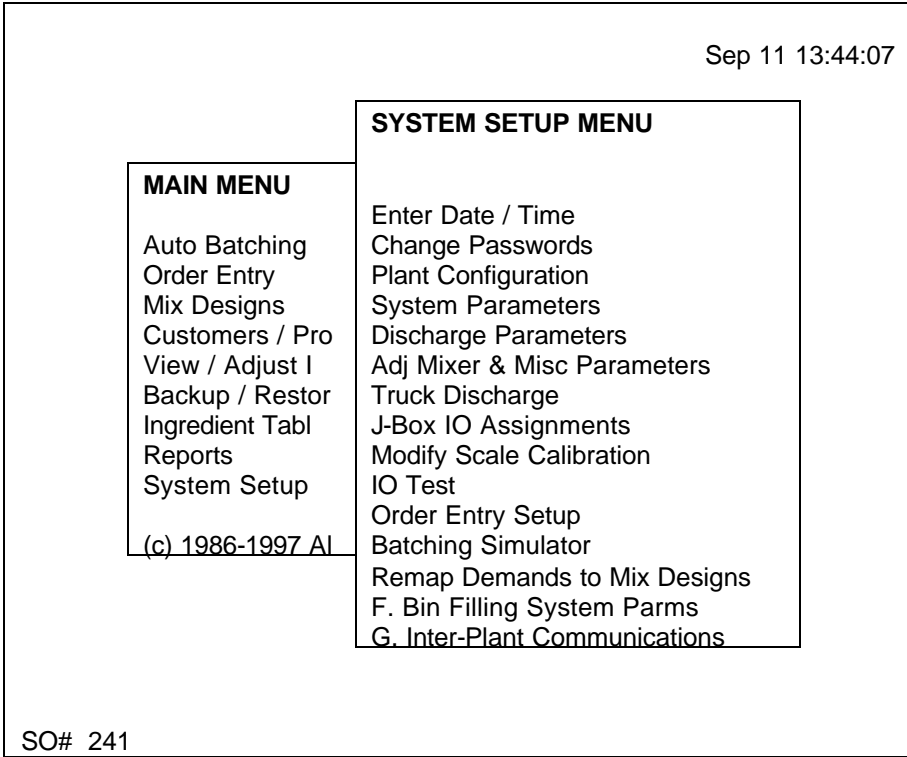 Sep 11 13:44:07
SYSTEM SETUP MENU
MAIN MENU
Enter Date / Time
Auto Batching
Change Passwords
Order Entry
Plant Configuration
Mix Designs
System Parameters
Customers / Pro
Discharge Parameters
View / Adjust I
Adj Mixer & Misc Parameters
Backup / Restor
Truck Discharge
Ingredient Tabl
J-Box IO Assignments
Reports
Modify Scale Calibration
System Setup
IO Test
Order Entry Setup
(c) 1986-1997 Al
Batching Simulator
Remap Demands to Mix Designs
F. Bin Filling System Parms
G. Inter-Plant Communications
SO# 241